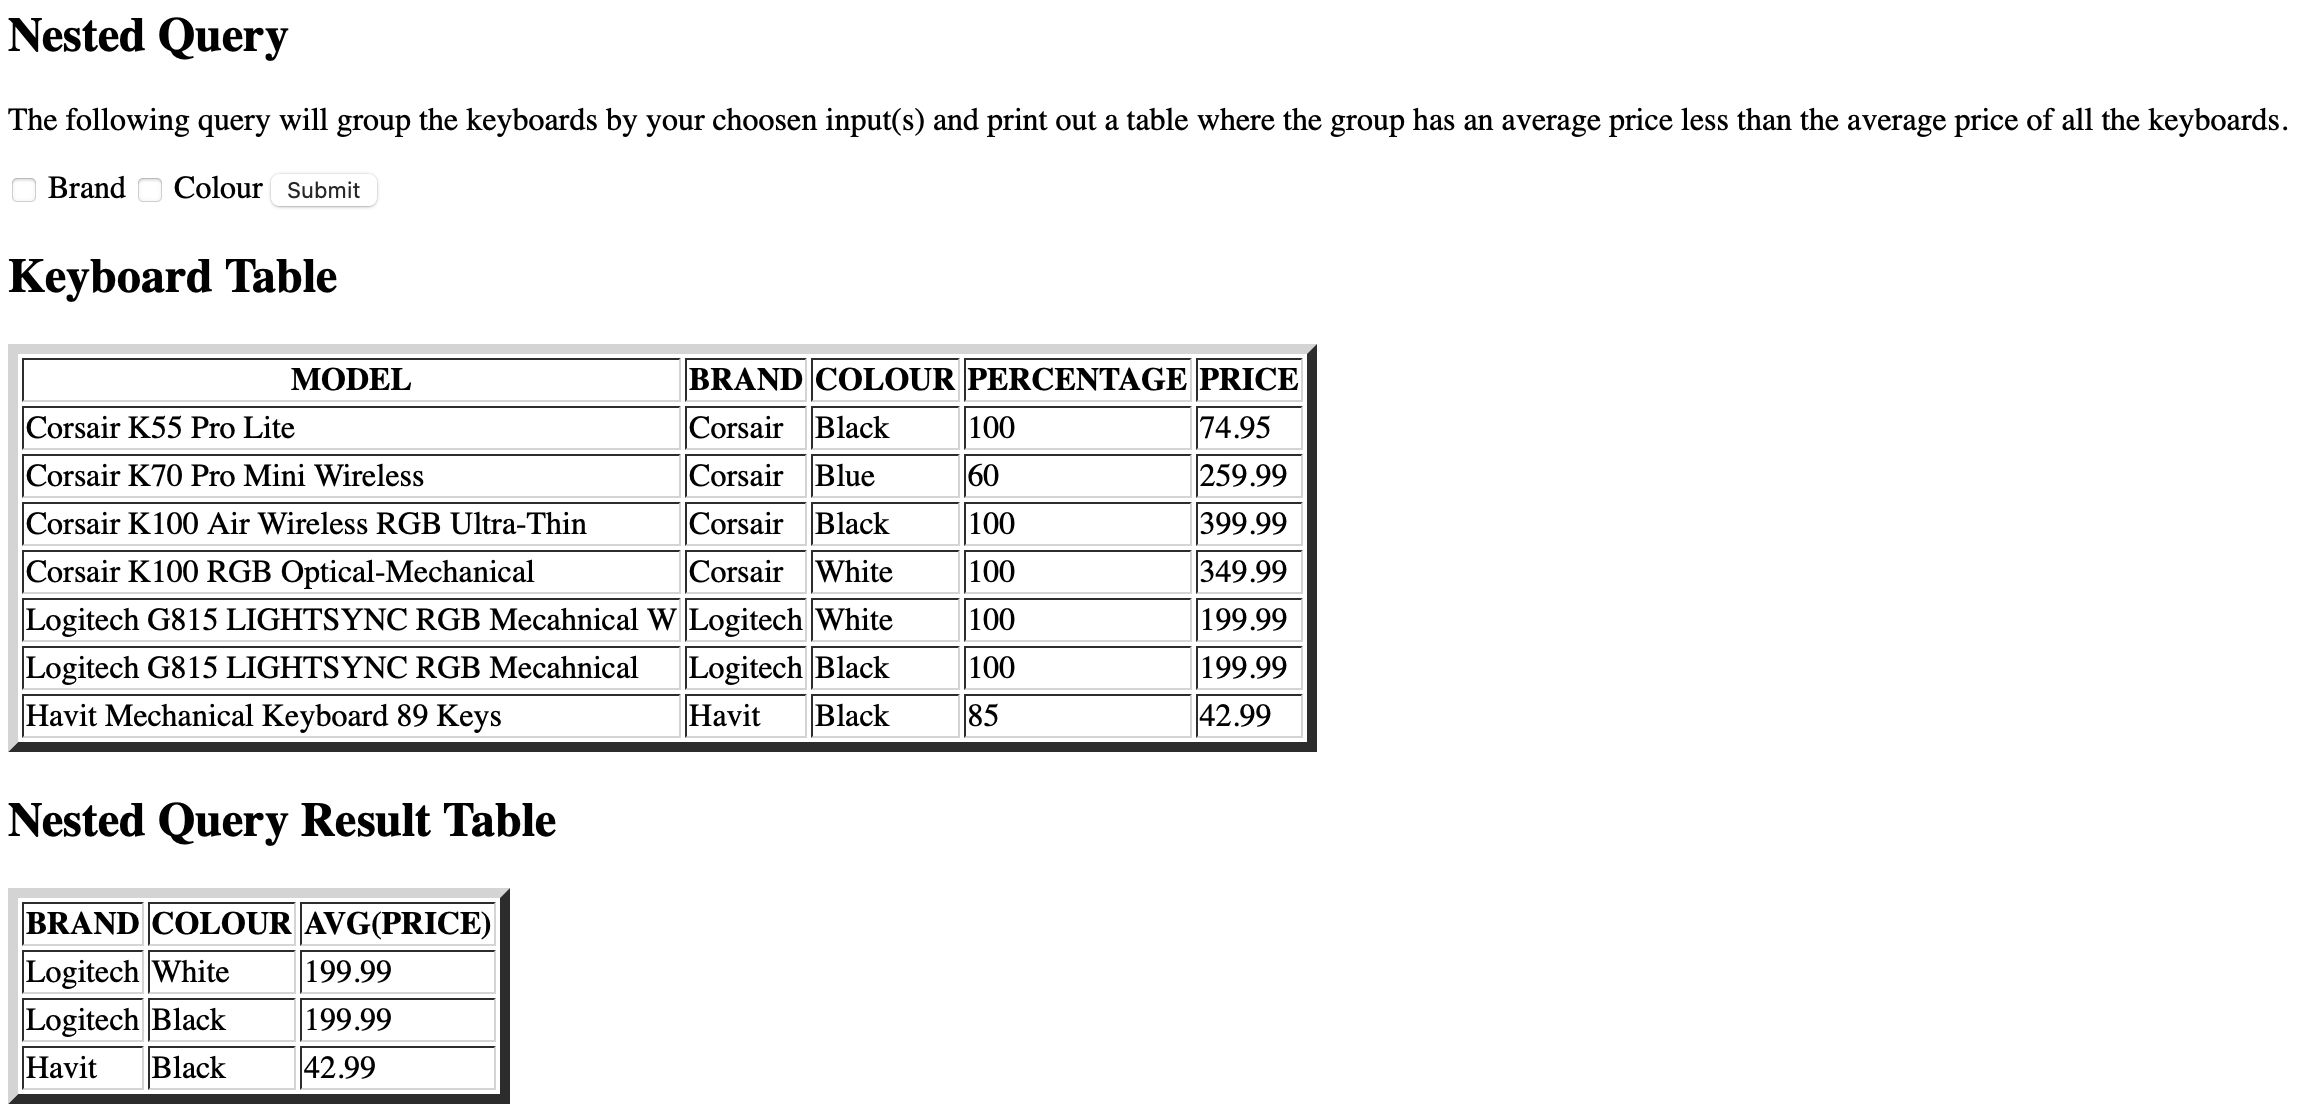 Nested Query
The following query will group the keyboards by your choosen input(s) and print out a table where the group has an average price less than the average price of all the keyboards.
Brand Colour Submit
Keyboard Table
MODEL BRAND COLOUR PERCENTAGE PRICE
Corsair K55 Pro Lite Corsair Black 100 74.95
Corsair K70 Pro Mini Wireless Corsair Blue 60 259.99
Corsair K100 Air Wireless RGB Ultra-Thin Corsair Black 100 399.99
Corsair K100 RGB Optical-Mechanical Corsair White 100 349.99
Logitech G815 LIGHTSYNC RGB Mecahnical W Logitech White 100 199.99
Logitech G815 LIGHTSYNC RGB Mecahnical Logitech Black 100 199.99
Havit Mechanical Keyboard 89 Keys Havit Black 85 42.99
Nested Query Result Table
BRAND COLOUR AVG(PRICE)
Logitech White 199.99
Logitech Black 199.99
Havit Black 42.99